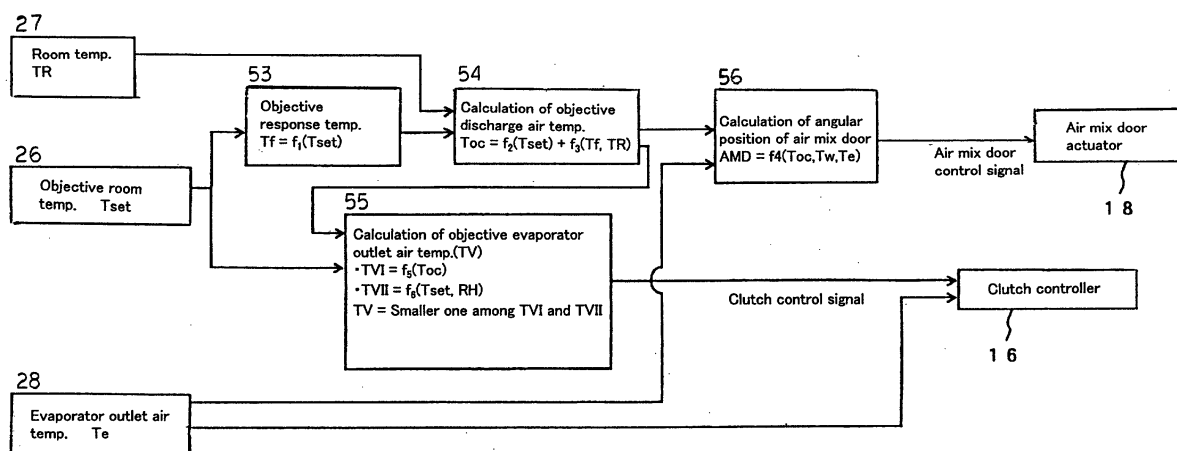 27
Room temp.
TR
53
Objective
response temp.
Tf = f1(Tset)
54
Calculation of objective
discharge air temp.
Toc = f2(Tset) + f3(Tf, TR)
56
Calculation of angular
position of air mix door
AMD = f4(Toc,Tw,Te)
Air mix door
control signal
Air mix door
actuator
18
26
Objective room
temp. Tset
55
Calculation of objective evaporator
outlet air temp.(TV)
・TVI = f5(Toc)
・TVII = f6(Tset, RH)
TV = Smaller one among TVI and TVII
Clutch control signal
Clutch controller
16
28
Evaporator outlet air
temp. Te